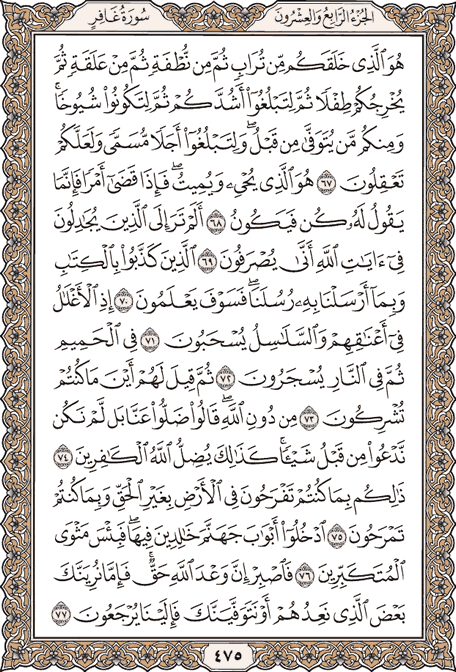 الجزء الرابع والعشرون سورة غافر
هُوَ ٱلَّذِى خَلَقَكُم مِّن تُرَابٍ ثُمَّ مِن نُّطْفَةٍ ثُمَّ مِنْ عَلَقَةٍ ثُمَّ
يُخْرِجُكُمْ طِفْلًا ثُمَّ لِتَبْلُغُوٓا۟ أَشُدَّكُمْ ثُمَّ لِتَكُونُوا۟ شُيُوخًا ۚ
وَمِنكُم مَّن يُتَوَفَّىٰ مِن قَبْلُ ۖ وَلِتَبْلُغُوٓا۟ أَجَلًا مُّسَمًّى وَلَعَلَّكُمْ
تَعْقِلُونَ ٦٧ هُوَ ٱلَّذِى يُحْىِۦ وَيُمِيتُ ۖ فَإِذَا قَضَىٰٓ أَمْرًا فَإِنَّمَا
يَقُولُ لَهُۥ كُن فَيَكُونُ ٦٨ أَلَمْ تَرَ إِلَى ٱلَّذِينَ يُجَٰدِلُونَ
فِىٓ ءَايَٰتِ ٱللَّهِ أَنَّىٰ يُصْرَفُونَ ٦٩ ٱلَّذِينَ كَذَّبُوا۟ بِٱلْكِتَٰبِ
وَبِمَآ أَرْسَلْنَا بِهِۦ رُسُلَنَا ۖ فَسَوْفَ يَعْلَمُونَ ٧٠ إِذِ ٱلْأَغْلَٰلُ
فِىٓ أَعْنَٰقِهِمْ وَٱلسَّلَٰسِلُ يُسْحَبُونَ ٧١ فِى ٱلْحَمِيمِ
ثُمَّ فِى ٱلنَّارِ يُسْجَرُونَ ٧٢ ثُمَّ قِيلَ لَهُمْ أَيْنَ مَا كُنتُمْ
تُشْرِكُونَ ٧٣ مِن دُونِ ٱللَّهِ ۖ قَالُوا۟ ضَلُّوا۟ عَنَّا بَل لَّمْ نَكُن
نَّدْعُوا۟ مِن قَبْلُ شَيْـًٔا ۚ كَذَٰلِكَ يُضِلُّ ٱللَّهُ ٱلْكَٰفِرِينَ ٧٤
ذَٰلِكُم بِمَا كُنتُمْ تَفْرَحُونَ فِى ٱلْأَرْضِ بِغَيْرِ ٱلْحَقِّ وَبِمَا كُنتُمْ
تَمْرَحُونَ ٧٥ ٱدْخُلُوٓا۟ أَبْوَٰبَ جَهَنَّمَ خَٰلِدِينَ فِيهَا ۖ فَبِئْسَ مَثْوَى
ٱلْمُتَكَبِّرِينَ ٧٦ فَٱصْبِرْ إِنَّ وَعْدَ ٱللَّهِ حَقٌّ ۚ فَإِمَّا نُرِيَنَّكَ
بَعْضَ ٱلَّذِى نَعِدُهُمْ أَوْ نَتَوَفَّيَنَّكَ فَإِلَيْنَا يُرْجَعُونَ ٧٧
٤٧٥